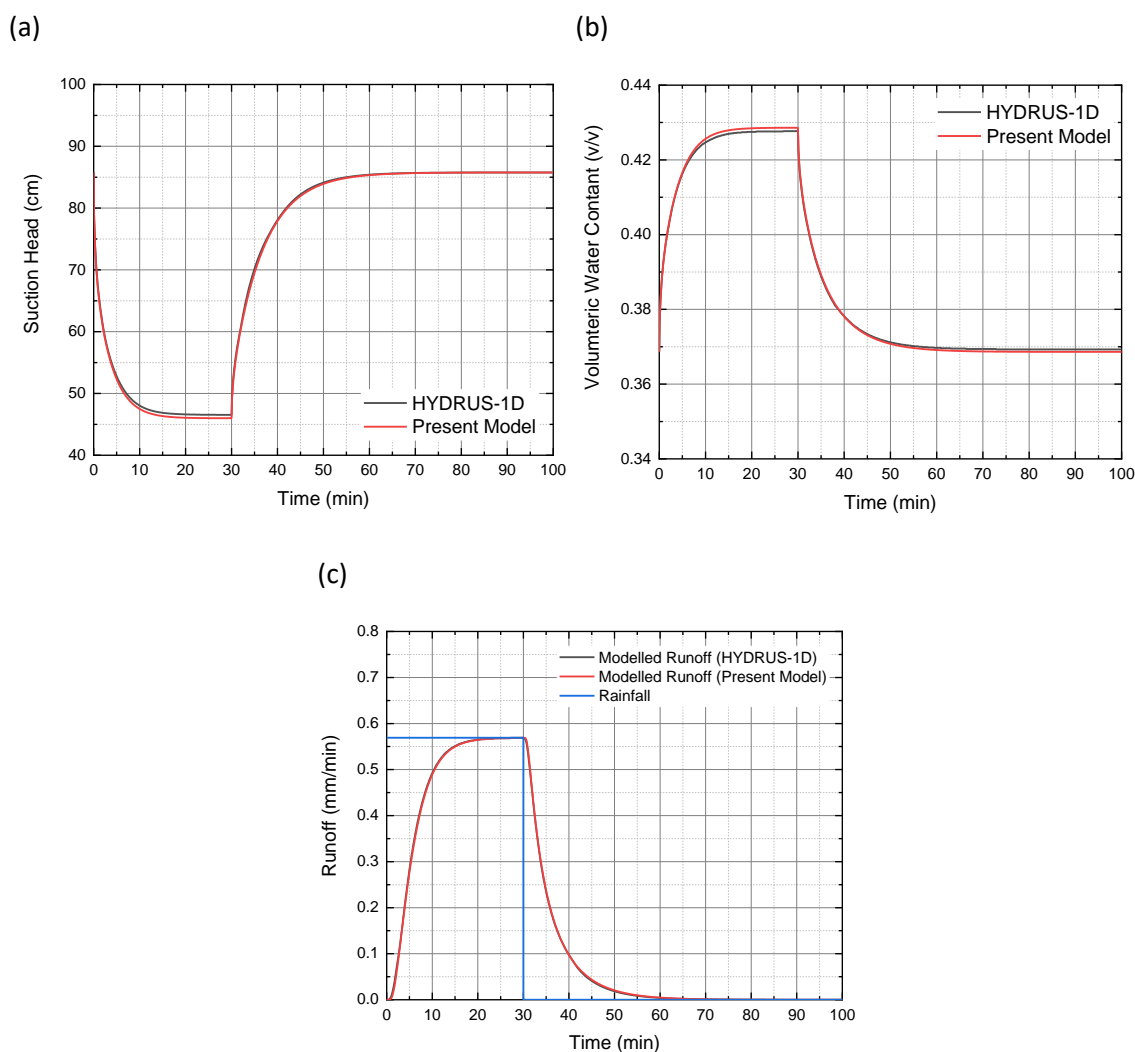 (a)
100
90
80
70
60
50
40
Suction Head (cm)
HYDRUS-1D
Present Model
0 10 20 30 40 50 60 70 80 90 100
Time (min)
(b)
0.44
0.42
0.40
0.38
0.36
0.34
Volumteric Water Contant (v/v)
HYDRUS-1D
Present Model
0 10 20 30 40 50 60 70 80 90 100
Time (min)
(c)
0.8
0.7
0.6
0.5
0.4
0.3
0.2
0.1
0.0
Runoff (mm/min)
Modelled Runoff (HYDRUS-1D)
Modelled Runoff (Present Model)
Rainfall
0 10 20 30 40 50 60 70 80 90 100
Time (min)